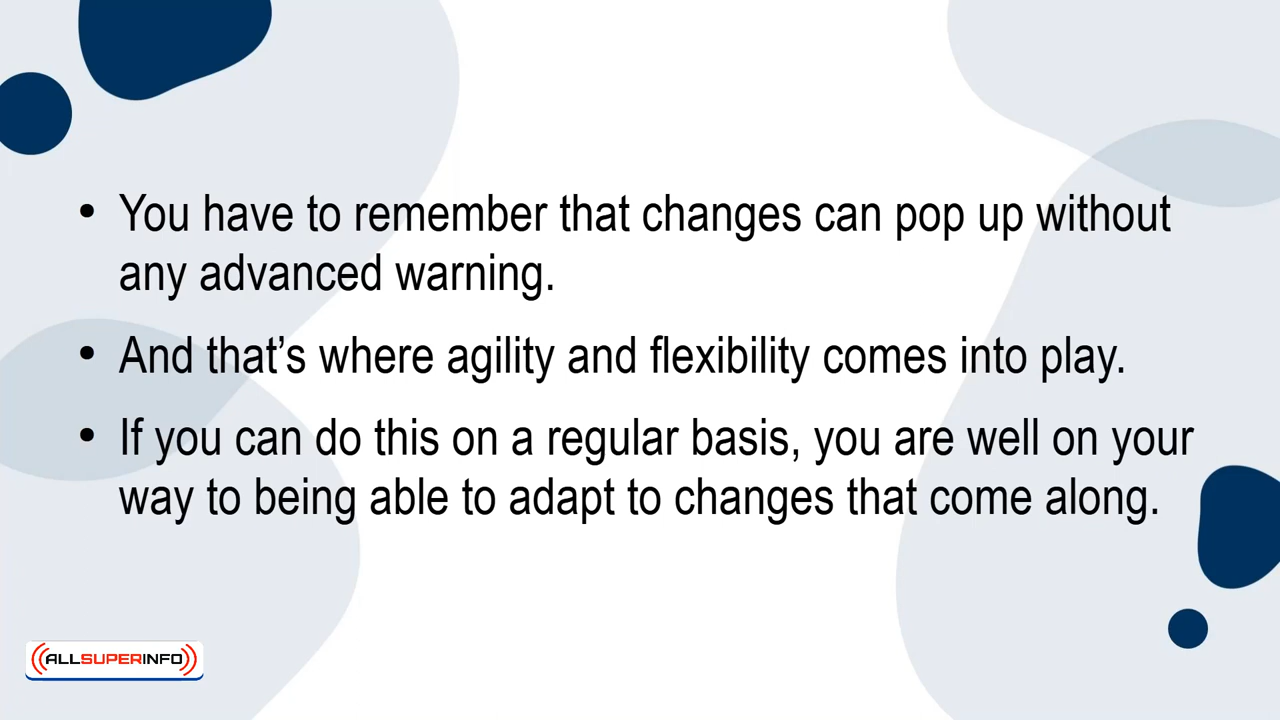 • You have to remember that changes can pop up without
any advanced warning.
• And that’s where agility and flexibility comes into play.
• If you can do this on a regular basis, you are well on your
way to being able to adapt to changes that come along.
ALLSUPERINFO